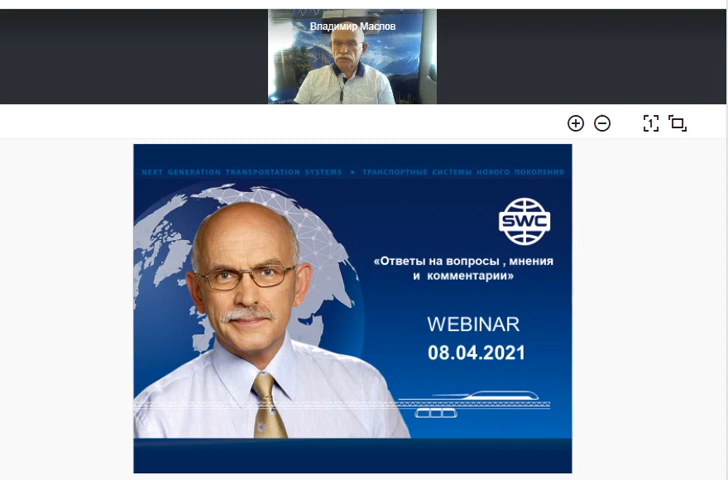 Владимир Маслов
1
NEXT GENERATION TRANSPORTATION SYSTEMS • ТРАНСПОРТНЫЕ СИСТЕМЫ НОВОГО ПОКОЛЕНИЯ
SWC
«Ответы на вопросы , мнения
и комментарии»
WEBINAR
08.04.2021